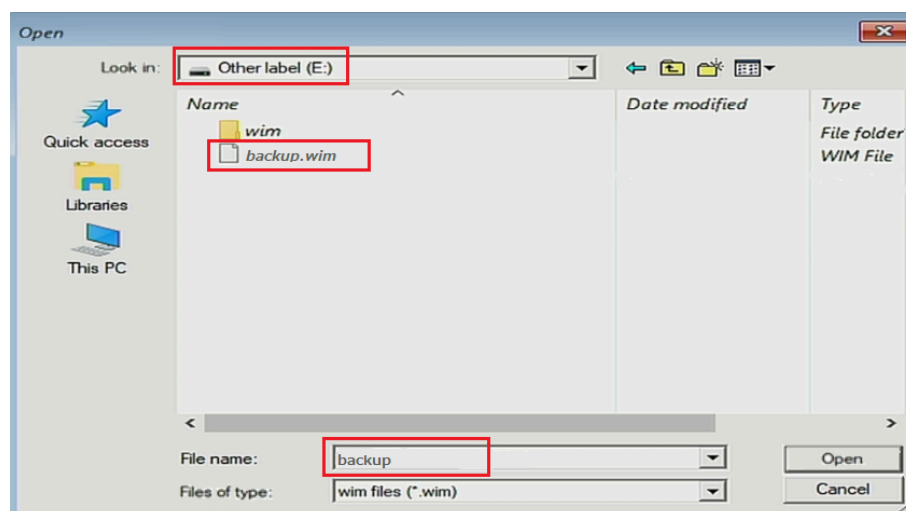 Open
Look in: Other label (E:)
Name Date modified Type
wim File folder
backup.wim WIM File
Quick access
Libraries
This PC
File name: backup Open
Files of type: wim files (*.wim) Cancel